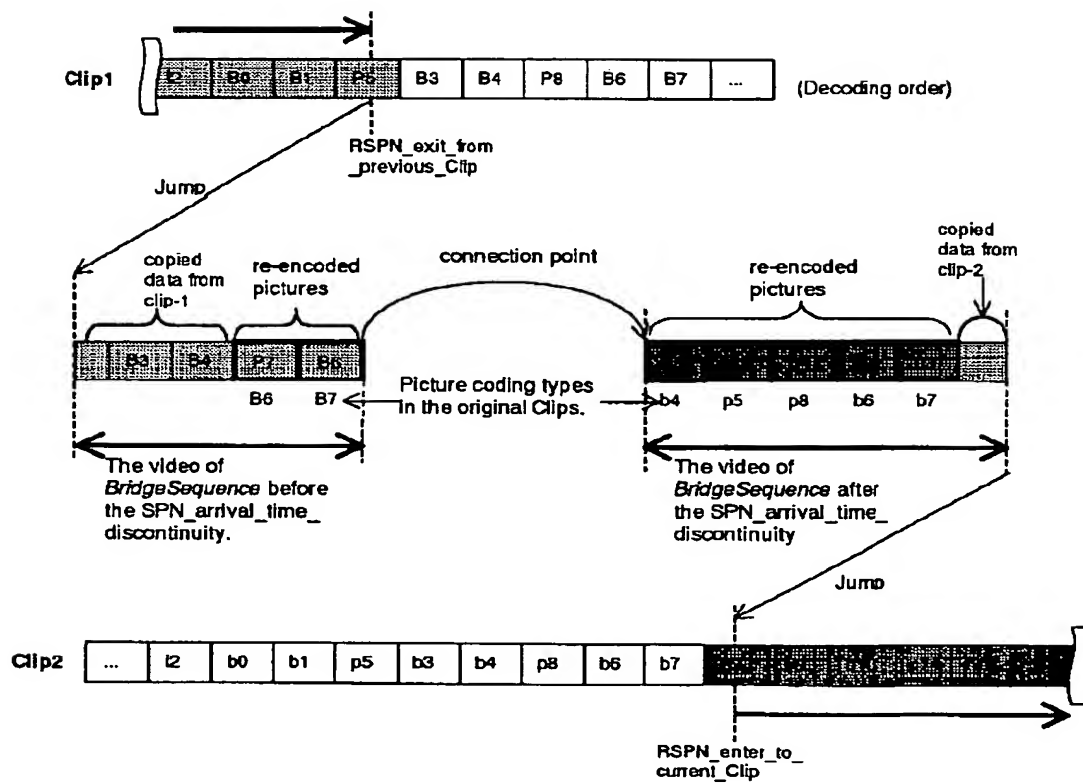 Clip1
I2 B0 B1 P5 B3 B4 P8 B6 B7 ...
(Decoding order)
RSPN_exit_from
_previous_Clip
Jump
copied
data from
clip-1
re-encoded
pictures
connection point
re-encoded
pictures
copied
data from
clip-2
B3 B4 P7 B6
B6 B7
Picture coding types
in the original Clips.
b4 p5 p8 b6 b7
The video of
BridgeSequence before
the SPN_arrival_time_
discontinuity.
The video of
BridgeSequence after
the SPN_arrival_time_
discontinuity
Jump
Clip2
... I2 b0 b1 p5 b3 b4 p8 b6 b7
RSPN_enter_to_
current_Clip